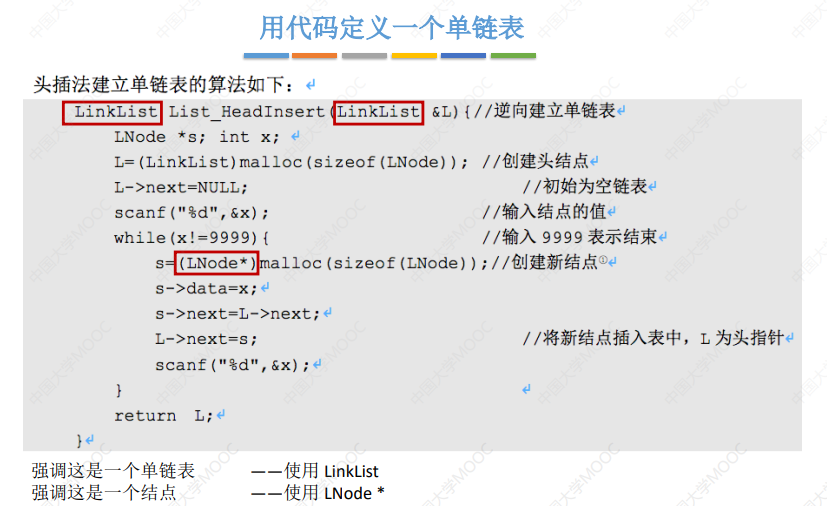 用代码定义一个单链表
头插法建立单链表的算法如下：
LinkList List_HeadInsert(LinkList &L){//逆向建立单链表
LNode *s; int x;
L=(LinkList)malloc(sizeof(LNode)); //创建头结点
L->next=NULL; //初始为空链表
scanf("%d",&x); //输入结点的值
while(x!=9999){ //输入 9999 表示结束
s=(LNode*)malloc(sizeof(LNode));//创建新结点①
s->data=x;
s->next=L->next;
L->next=s; //将新结点插入表中，L 为头指针
scanf("%d",&x);
}
return L;
}
强调这是一个单链表 ——使用 LinkList
强调这是一个结点 ——使用 LNode *
中国大学MOOC